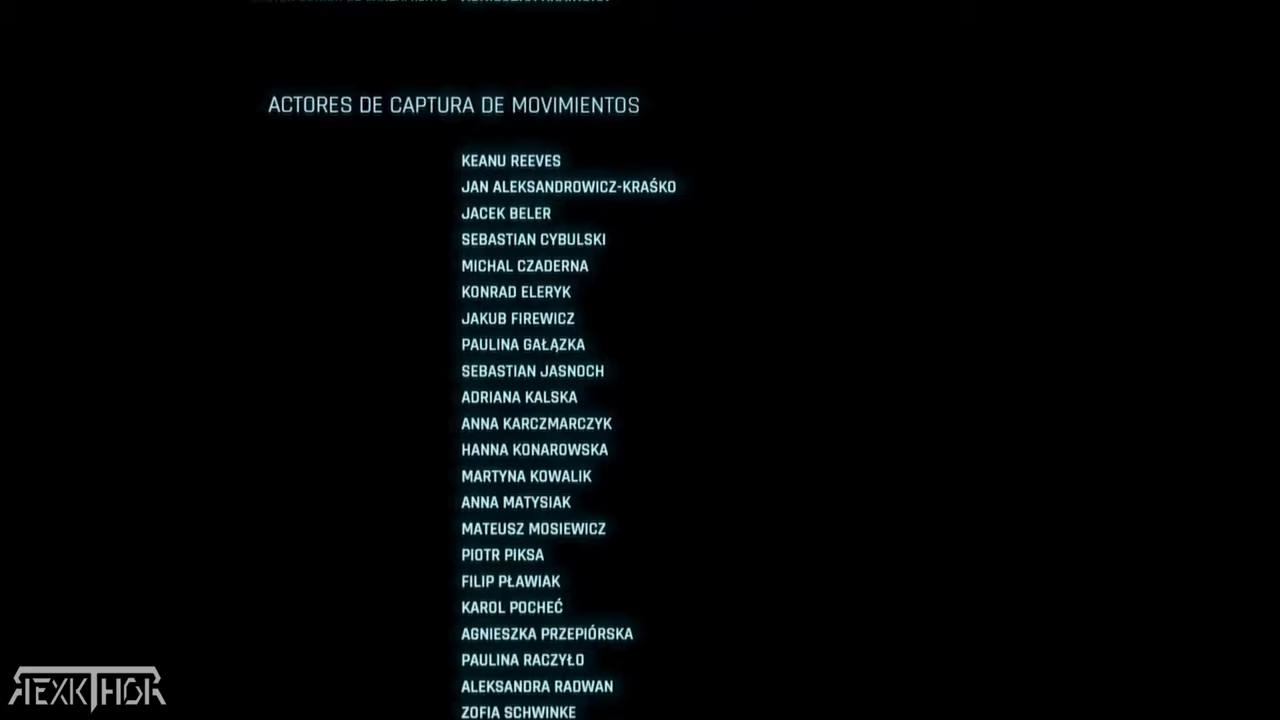 ACTORES DE CAPTURA DE MOVIMIENTOS
KEANU REEVES
JAN ALEKSANDROWICZ-KRAŚKO
JACEK BELER
SEBASTIAN CYBULSKI
MICHAL CZADERNA
KONRAD ELERYK
JAKUB FIREWICZ
PAULINA GAŁĄZKA
SEBASTIAN JASNOCH
ADRIANA KALSKA
ANNA KARCZMARCZYK
HANNA KONAROWSKA
MARTYNA KOWALIK
ANNA MATYSIAK
MATEUSZ MOSIEWICZ
PIOTR PIKSA
FILIP PŁAWIAK
KAROL POCHEĆ
AGNIESZKA PRZEPIÓRSKA
PAULINA RACZYŁO
ALEKSANDRA RADWAN
ZOFIA SCHWINKE